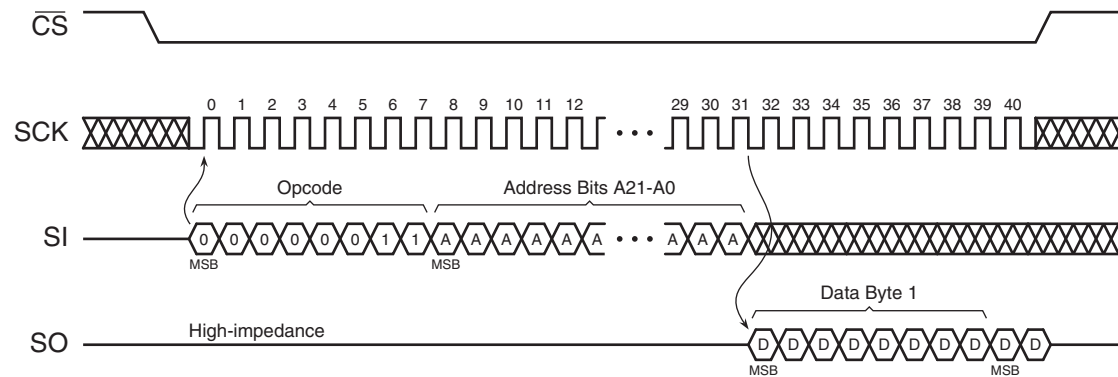 CS
0 1 2 3 4 5 6 7 8 9 10 11 12 29 30 31 32 33 34 35 36 37 38 39 40
SCK
Opcode Address Bits A21-A0
SI 0 0 0 0 0 0 1 1 A A A A A A A A A
MSB MSB
Data Byte 1
High-impedance
SO D D D D D D D D D D
MSB MSB